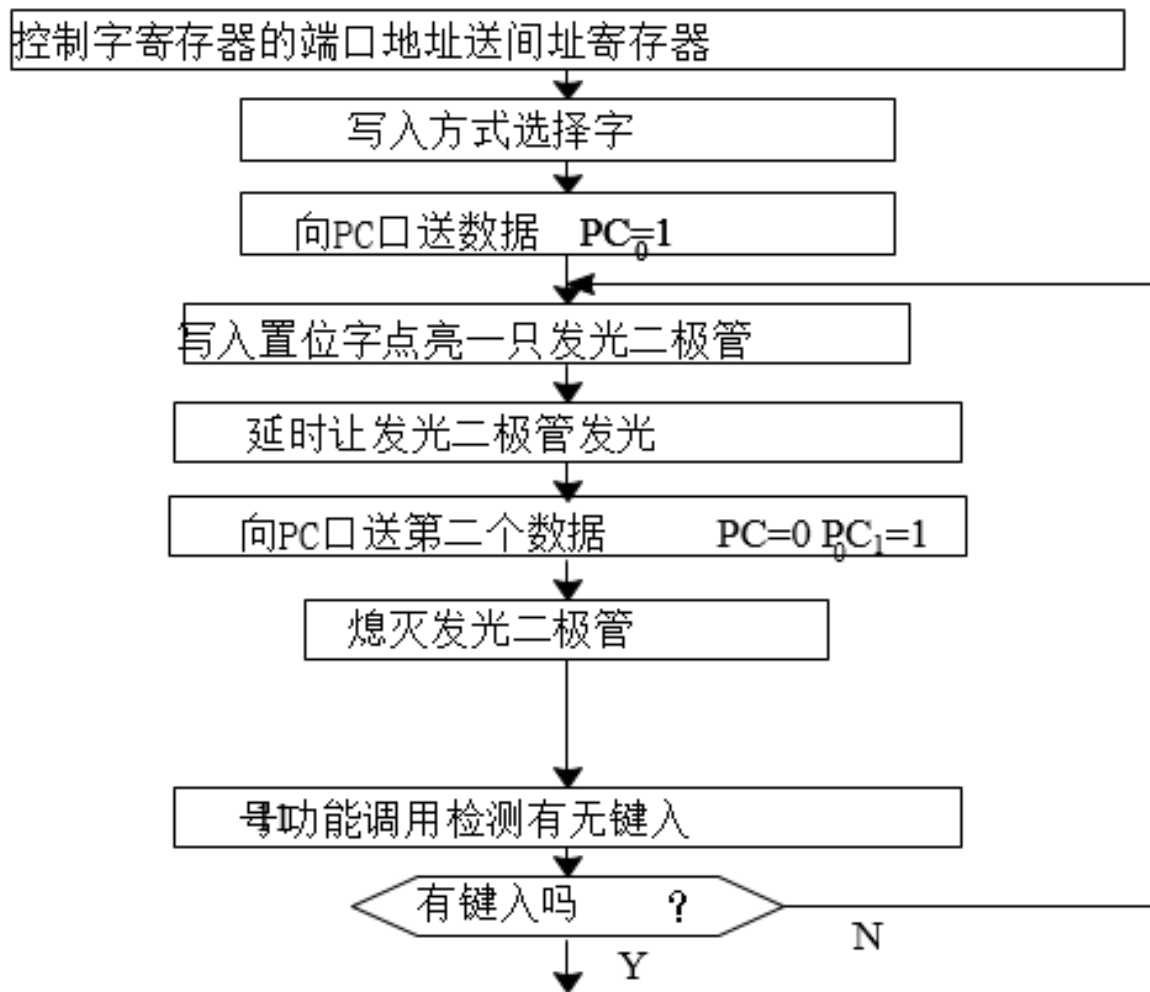 控制字寄存器的端口地址送间址寄存器
写入方式选择字
向PC口送数据 PC₀=1
写入置位字点亮一只发光二极管
延时让发光二极管发光
向PC口送第二个数据 PC₀=0 PC₁=1
熄灭发光二极管
号功能调用检测有无键入
有键入吗 ?
N
Y